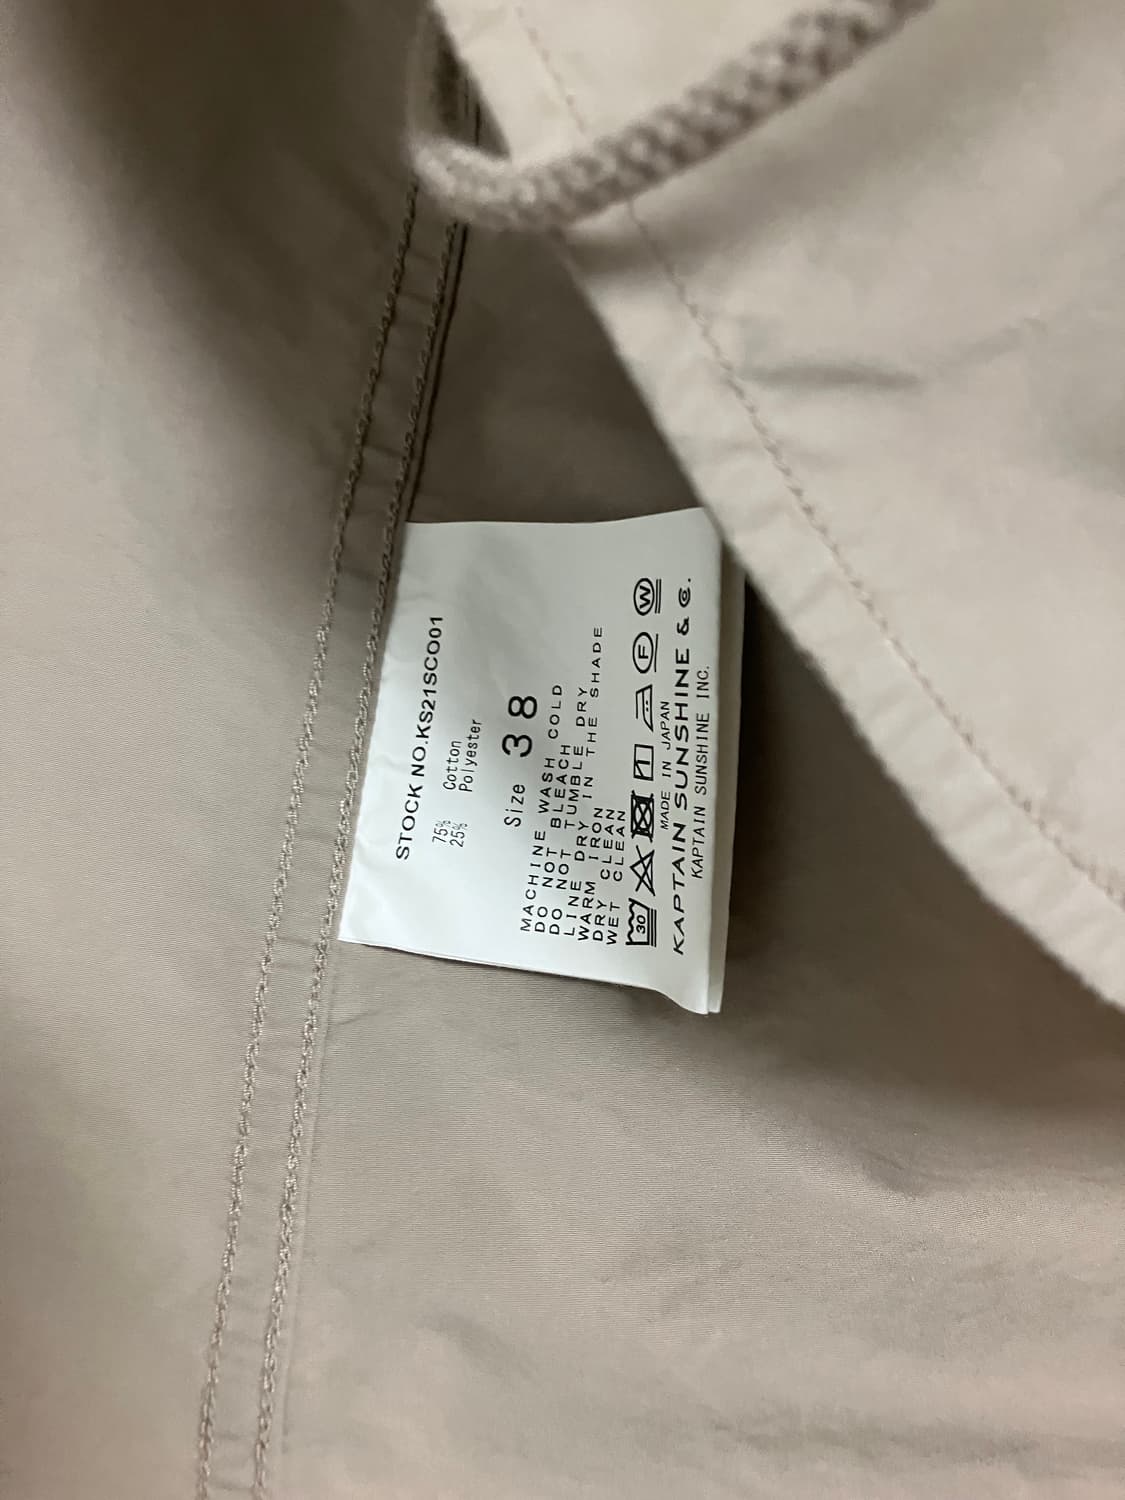 STOCK NO.KS21SCO01
75% Cotton
25% Polyester
Size 38
MACHINE WASH COLD
DO NOT BLEACH
DO NOT TUMBLE DRY
LINE DRY IN THE SHADE
WARM IRON
DRY CLEAN
WET CLEAN
30 F W
MADE IN JAPAN
KAPTAIN SUNSHINE & C.
KAPTAIN SUNSHINE INC.